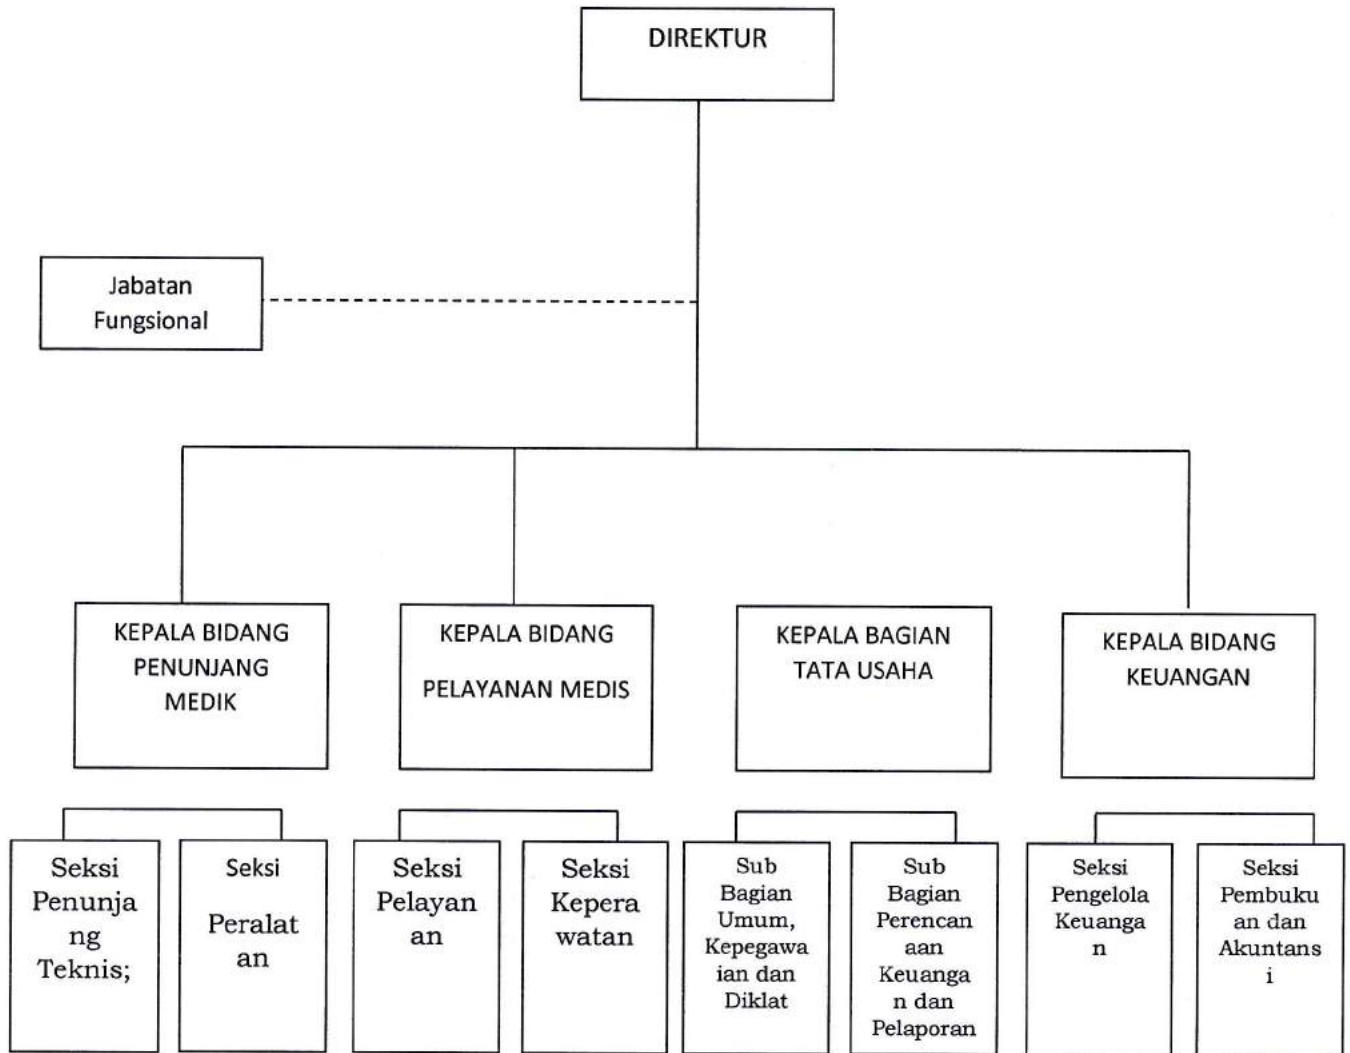 DIREKTUR
Jabatan
Fungsional
KEPALA BIDANG
PENUNJANG
MEDIK
KEPALA BIDANG
PELAYANAN MEDIS
KEPALA BAGIAN
TATA USAHA
KEPALA BIDANG
KEUANGAN
Seksi
Penunja
ng
Teknis;
Seksi
Peralat
an
Seksi
Pelayan
an
Seksi
Kepera
watan
Sub
Bagian
Umum,
Kepegawa
ian dan
Diklat
Sub
Bagian
Perencan
aan
Keuanga
n dan
Pelaporan
Seksi
Pengelola
Keuanga
n
Seksi
Pembuku
an dan
Akuntans
i